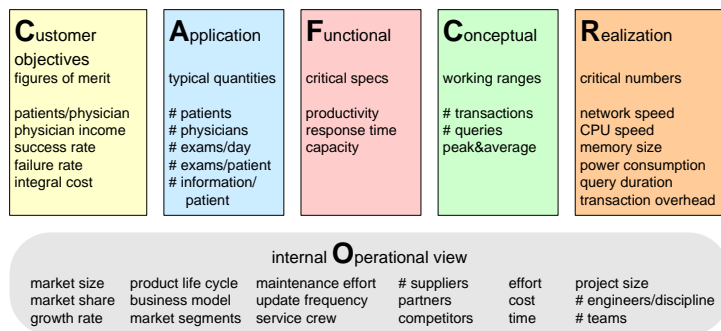 Customer
objectives
figures of merit
patients/physician
physician income
success rate
failure rate
integral cost
Application
typical quantities
# patients
# physicians
# exams/day
# exams/patient
# information/
patient
Functional
critical specs
productivity
response time
capacity
Conceptual
working ranges
# transactions
# queries
peak&average
Realization
critical numbers
network speed
CPU speed
memory size
power consumption
query duration
transaction overhead
internal Operational view
market size product life cycle maintenance effort # suppliers effort project size
market share business model update frequency partners cost # engineers/discipline
growth rate market segments service crew competitors time # teams